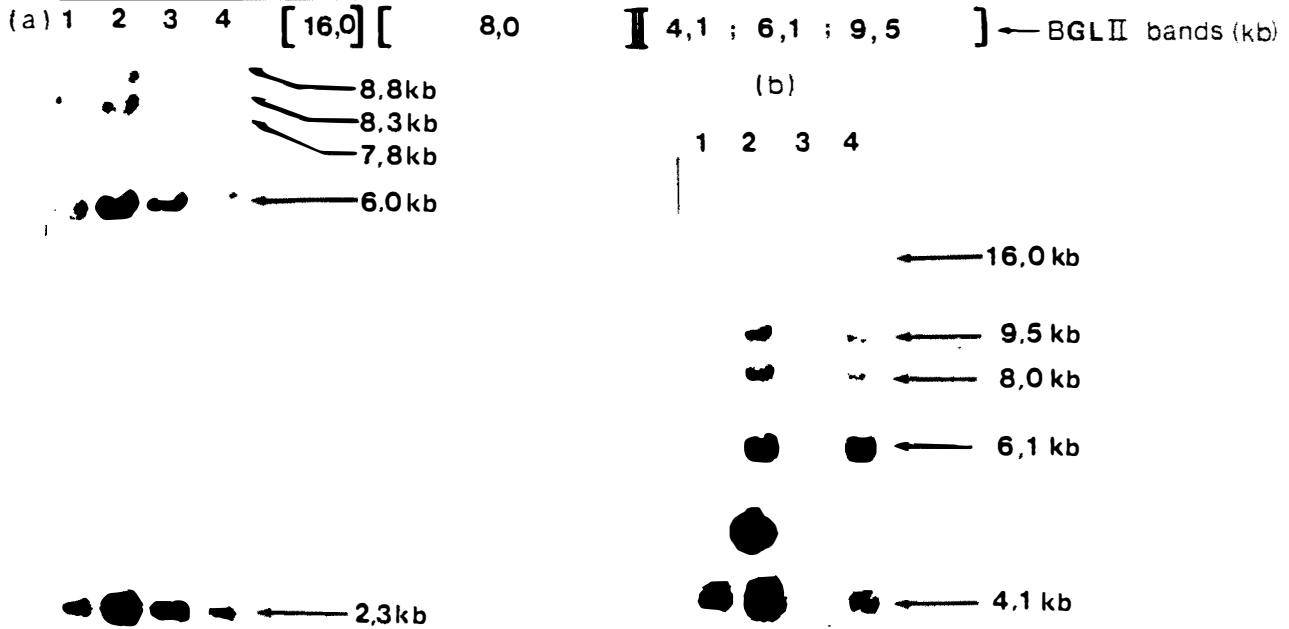 (a) 1 2 3 4 [16,0] [ 8,0 ][ 4,1 ; 6,1 ; 9,5 ] ← BGLII bands (kb)
8,8kb
8,3kb
7,8kb
6,0kb
2,3kb
(b)
1 2 3 4
16,0 kb
9,5 kb
8,0 kb
6,1 kb
4,1 kb